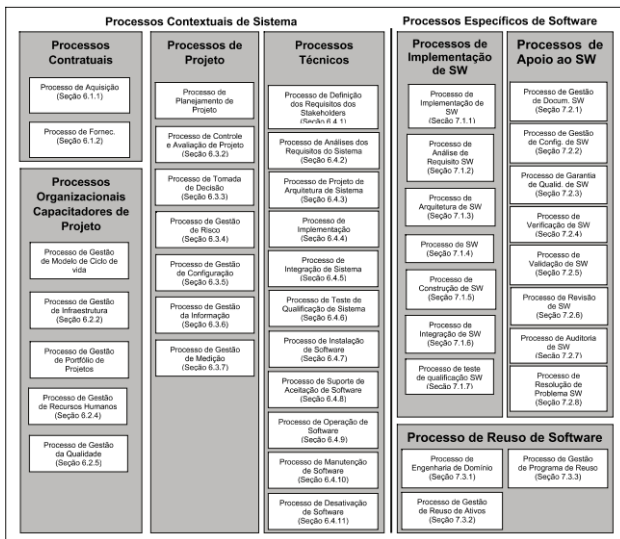 Processos Contextuais de Sistema
Processos Específicos de Software
Processos
Contratuais
Processo de Aquisição
(Seção 6.1.1)
Processo de Fornec.
(Seção 6.1.2)
Processos
Organizacionais
Capacitadores de
Projeto
Processo de Gestão
de Modelo de Ciclo de
vida
Processo de Gestão
de Infraestrutura
(Seção 6.2.2)
Processo de Gestão
de Portfólio de
Projetos
Processo de Gestão
de Recursos Humanos
(Seção 6.2.4)
Processo de Gestão
da Qualidade
(Seção 6.2.5)
Processos de
Projeto
Processo de
Planejamento de
Projeto
Processo de Controle
e Avaliação de Projeto
(Seção 6.3.2)
Processo de Tomada
de Decisão
(Seção 6.3.3)
Processo de Gestão
de Risco
(Seção 6.3.4)
Processo de Gestão
de Configuração
(Seção 6.3.5)
Processo de Gestão
da Informação
(Seção 6.3.6)
Processo de Gestão
de Medição
(Seção 6.3.7)
Processos
Técnicos
Processo de Definição
dos Requisitos dos
Stakeholders
(Seção 6.4.1)
Processo de Análises dos
Requisitos do Sistema
(Seção 6.4.2)
Processo de Projeto de
Arquitetura de Sistema
(Seção 6.4.3)
Processo de
Implementação
(Seção 6.4.4)
Processo de
Integração de Sistema
(Seção 6.4.5)
Processo de Teste de
Qualificação de Sistema
(Seção 6.4.6)
Processo de Instalação
de Software
(Seção 6.4.7)
Processo de Suporte de
Aceitação de Software
(Seção 6.4.8)
Processo de Operação de
Software
(Seção 6.4.9)
Processo de Manutenção
de Software
(Seção 6.4.10)
Processo de Desativação
de Software
(Seção 6.4.11)
Processos de
Implementação
de SW
Processo de
Implementação de
SW
(Seção 7.1.1)
Processo de
Análise de
Requisito SW
(Seção 7.1.2)
Processo de
Arquitetura de SW
(Seção 7.1.3)
Processo de SW
(Seção 7.1.4)
Processo de
Construção de SW
(Seção 7.1.5)
Processo de
Integração de SW
(Seção 7.1.6)
Processo de teste
de qualificação SW
(Seção 7.1.7)
Processos de
Apoio ao SW
Processo de Gestão
de Docum. SW
(Seção 7.2.1)
Processo de Gestão
de Config. de SW
(Seção 7.2.2)
Processo de Garantia
de Qualid. de SW
(Seção 7.2.3)
Processo de
Verificação de SW
(Seção 7.2.4)
Processo de
Validação de SW
(Seção 7.2.5)
Processo de Revisão
de SW
(Seção 7.2.6)
Processo de Auditoria
de SW
(Seção 7.2.7)
Processo de
Resolução de
Problema SW
(Seção 7.2.8)
Processo de Reuso de Software
Processo de
Engenharia de Domínio
(Seção 7.3.1)
Processo de Gestão
de Programa de Reuso
(Seção 7.3.3)
Processo de Gestão
de Reuso de Ativos
(Seção 7.3.2)